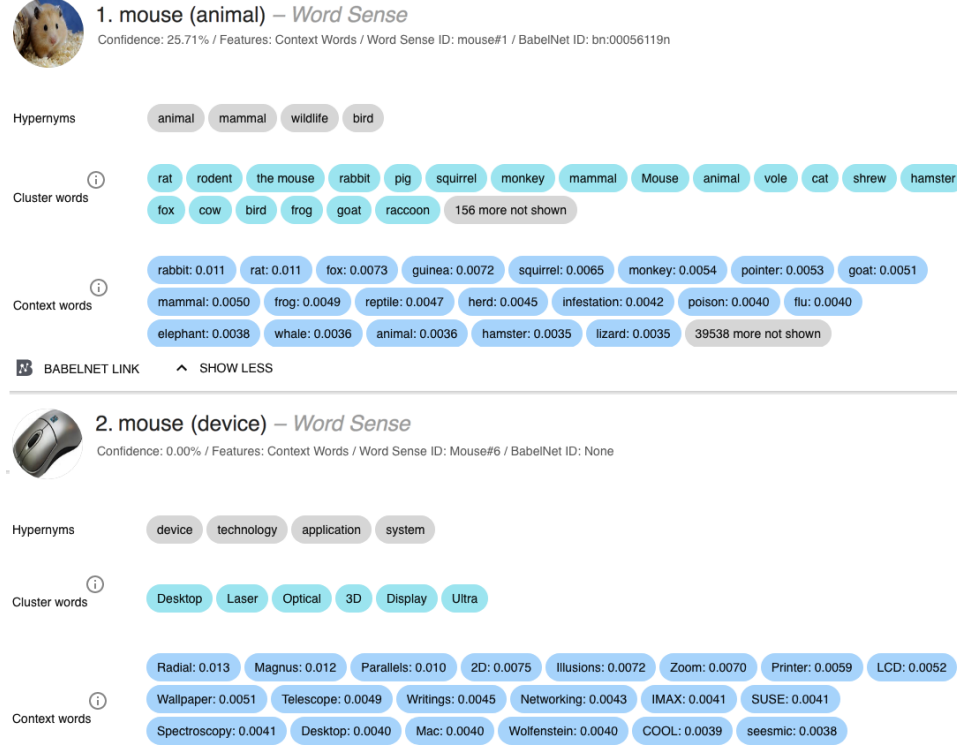 1. mouse (animal) – Word Sense
Confidence: 25.71% / Features: Context Words / Word Sense ID: mouse#1 / BabelNet ID: bn:00056119n
Hypernyms animal mammal wildlife bird
Cluster words rat rodent the mouse rabbit pig squirrel monkey mammal Mouse animal vole cat shrew hamster
fox cow bird frog goat raccoon 156 more not shown
Context words rabbit: 0.011 rat: 0.011 fox: 0.0073 guinea: 0.0072 squirrel: 0.0065 monkey: 0.0054 pointer: 0.0053 goat: 0.0051
mammal: 0.0050 frog: 0.0049 reptile: 0.0047 herd: 0.0045 infestation: 0.0042 poison: 0.0040 flu: 0.0040
elephant: 0.0038 whale: 0.0036 animal: 0.0036 hamster: 0.0035 lizard: 0.0035 39538 more not shown
BABELNET LINK SHOW LESS
2. mouse (device) – Word Sense
Confidence: 0.00% / Features: Context Words / Word Sense ID: Mouse#6 / BabelNet ID: None
Hypernyms device technology application system
Cluster words Desktop Laser Optical 3D Display Ultra
Context words Radial: 0.013 Magnus: 0.012 Parallels: 0.010 2D: 0.0075 Illusions: 0.0072 Zoom: 0.0070 Printer: 0.0059 LCD: 0.0052
Wallpaper: 0.0051 Telescope: 0.0049 Writings: 0.0045 Networking: 0.0043 IMAX: 0.0041 SUSE: 0.0041
Spectroscopy: 0.0041 Desktop: 0.0040 Mac: 0.0040 Wolfenstein: 0.0040 COOL: 0.0039 seesmic: 0.0038